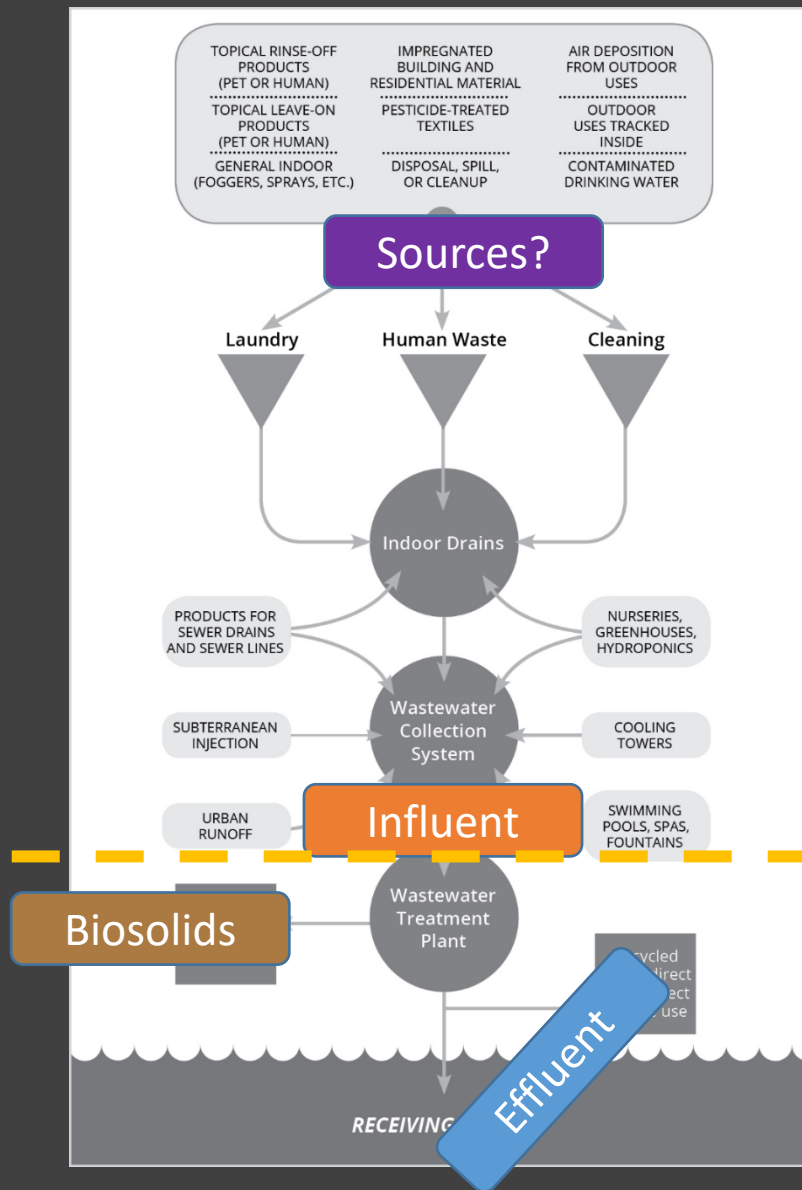 TOPICAL RINSE-OFF
PRODUCTS
(PET OR HUMAN)
TOPICAL LEAVE-ON
PRODUCTS
(PET OR HUMAN)
GENERAL INDOOR
(FOGGERS, SPRAYS, ETC.)
IMPREGNATED
BUILDING AND
RESIDENTIAL MATERIAL
PESTICIDE-TREATED
TEXTILES
DISPOSAL, SPILL,
OR CLEANUP
AIR DEPOSITION
FROM OUTDOOR
USES
OUTDOOR
USES TRACKED
INSIDE
CONTAMINATED
DRINKING WATER
Sources?
Laundry
Human Waste
Cleaning
Indoor Drains
PRODUCTS FOR
SEWER DRAINS
AND SEWER LINES
NURSERIES,
GREENHOUSES,
HYDROPONICS
Wastewater
Collection
System
SUBTERRANEAN
INJECTION
COOLING
TOWERS
URBAN
RUNOFF
Influent
SWIMMING
POOLS, SPAS,
FOUNTAINS
Biosolids
Wastewater
Treatment
Plant
use
Effluent
RECEIVING